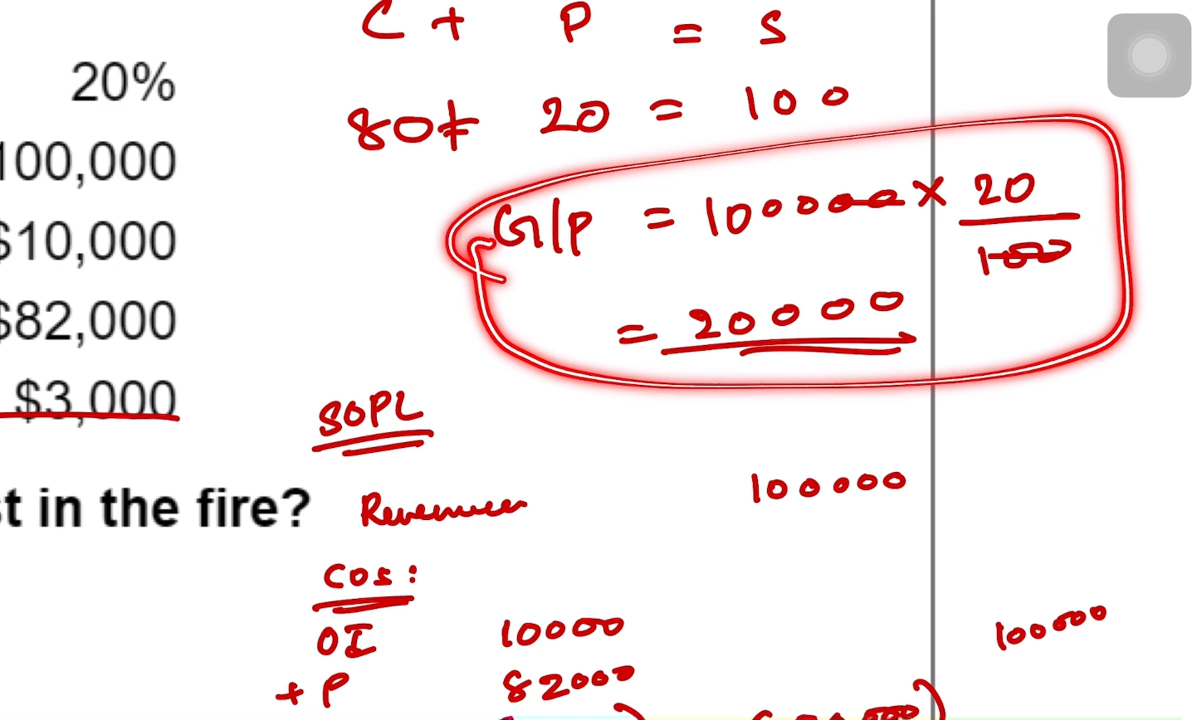 C + P = S
20%
80+ 20 = 100
100,000
G/P = 100000 × 20/100
$10,000
= 20000
$82,000
$3,000
SOPL
t in the fire?
Revenues 100000
COS:
OI 10000
100000
+ P 82000